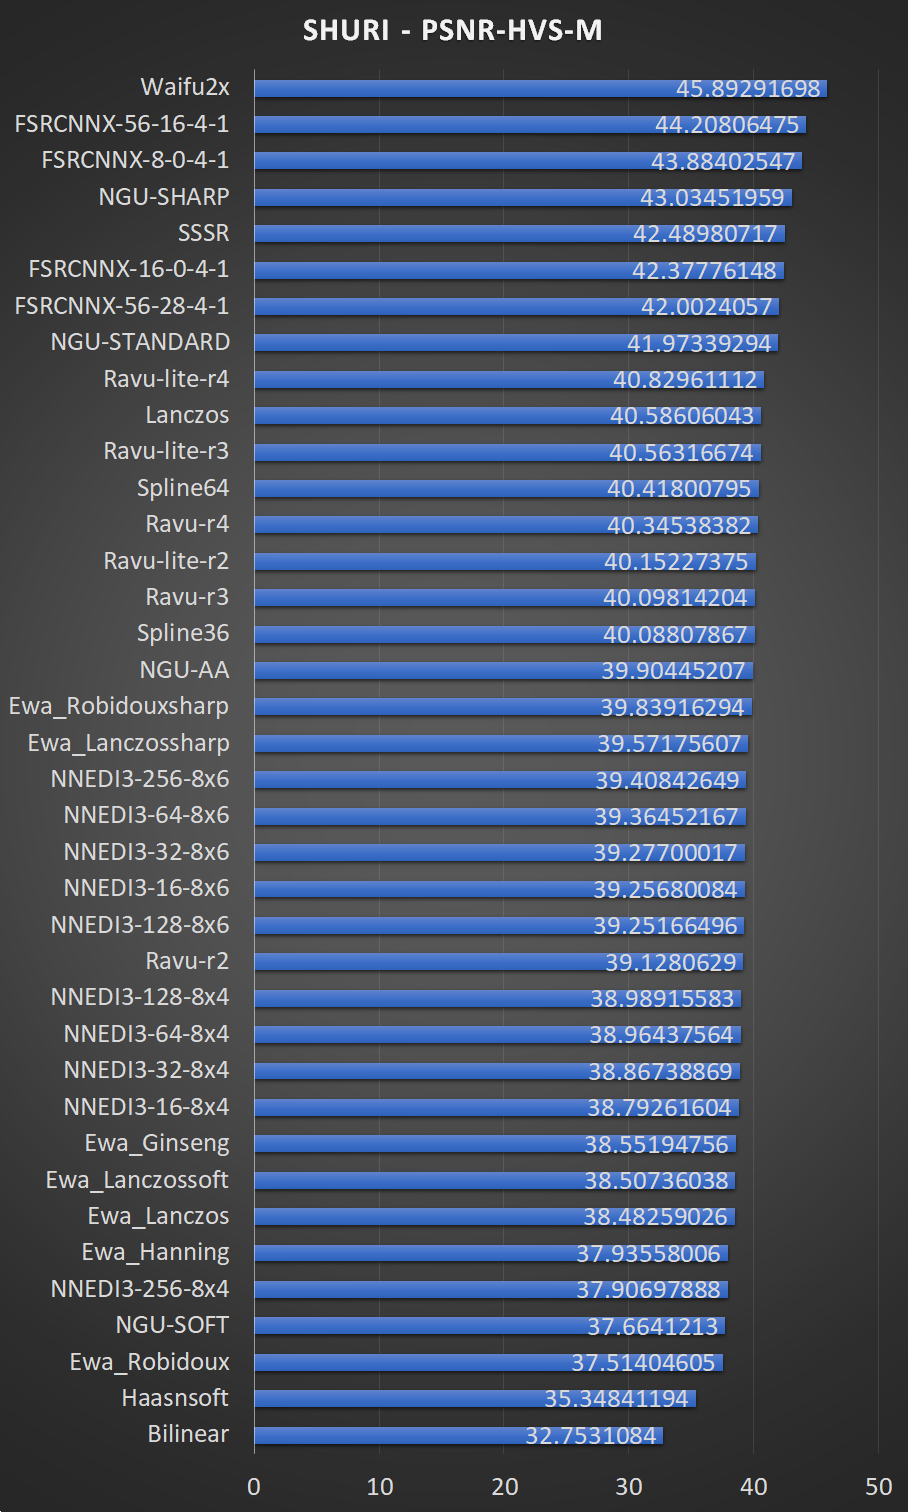 SHURI - PSNR-HVS-M
Waifu2x 45.89291698
FSRCNNX-56-16-4-1 44.20806475
FSRCNNX-8-0-4-1 43.88402547
NGU-SHARP 43.03451959
SSSR 42.48980717
FSRCNNX-16-0-4-1 42.37776148
FSRCNNX-56-28-4-1 42.0024057
NGU-STANDARD 41.97339294
Ravu-lite-r4 40.82961112
Lanczos 40.58606043
Ravu-lite-r3 40.56316674
Spline64 40.41800795
Ravu-r4 40.34538382
Ravu-lite-r2 40.15227375
Ravu-r3 40.09814204
Spline36 40.08807867
NGU-AA 39.90445207
Ewa_Robidouxsharp 39.83916294
Ewa_Lanczossharp 39.57175607
NNEDI3-256-8x6 39.40842649
NNEDI3-64-8x6 39.36452167
NNEDI3-32-8x6 39.27700017
NNEDI3-16-8x6 39.25680084
NNEDI3-128-8x6 39.25166496
Ravu-r2 39.1280629
NNEDI3-128-8x4 38.98915583
NNEDI3-64-8x4 38.96437564
NNEDI3-32-8x4 38.86738869
NNEDI3-16-8x4 38.79261604
Ewa_Ginseng 38.55194756
Ewa_Lanczossoft 38.50736038
Ewa_Lanczos 38.48259026
Ewa_Hanning 37.93558006
NNEDI3-256-8x4 37.90697888
NGU-SOFT 37.6641213
Ewa_Robidoux 37.51404605
Haasnsoft 35.34841194
Bilinear 32.7531084
0 10 20 30 40 50